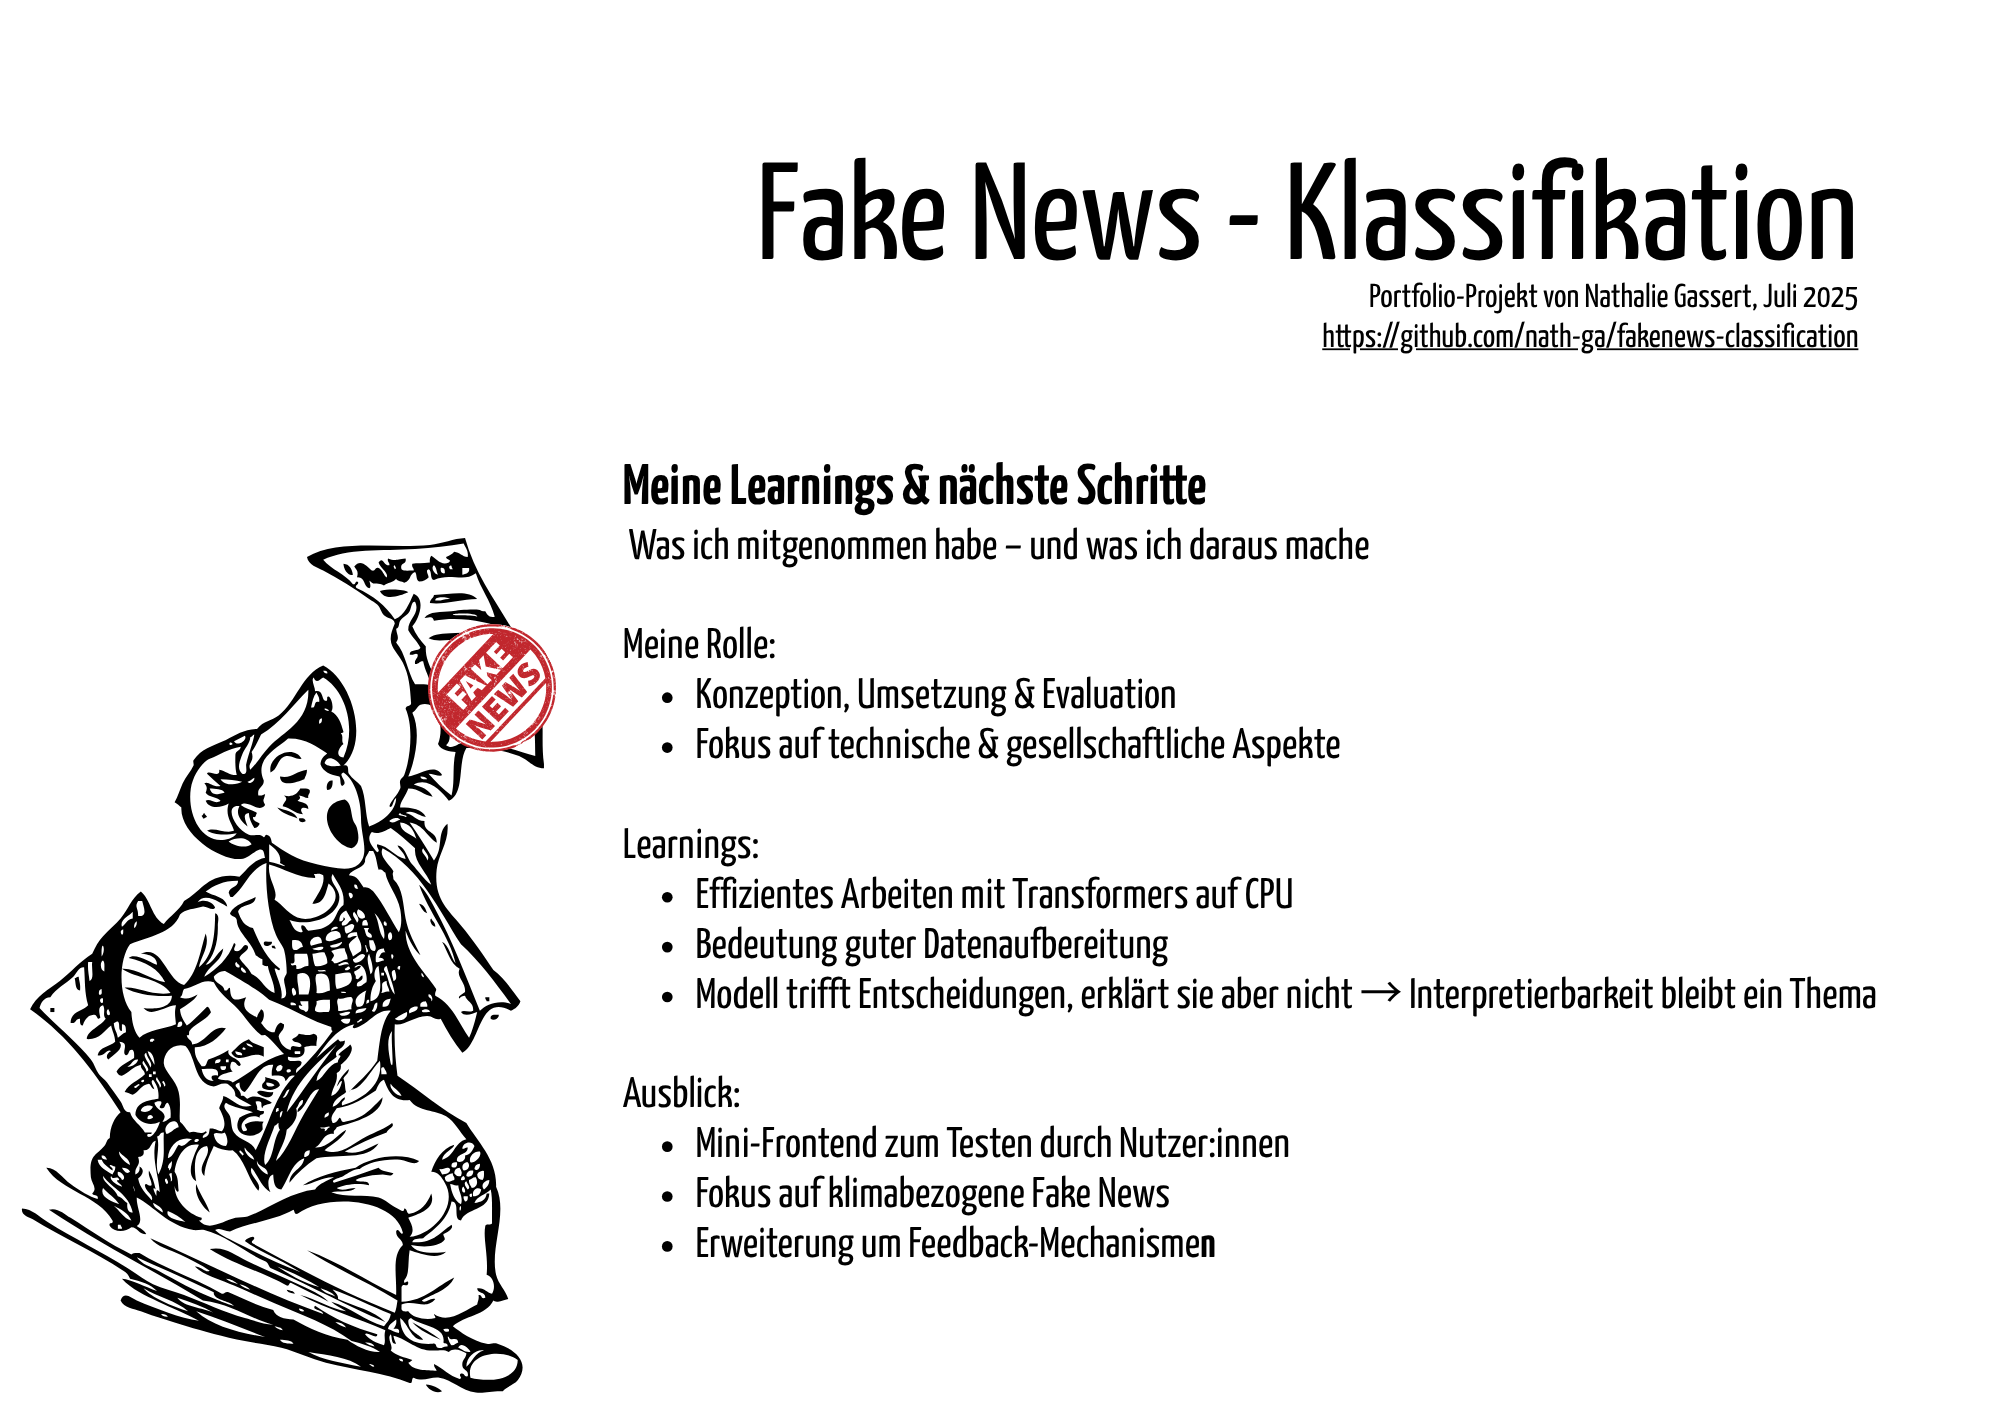 Fake News - Klassifikation
Portfolio-Projekt von Nathalie Gassert, Juli 2025
https://github.com/nath-ga/fakenews-classification
Meine Learnings & nächste Schritte
Was ich mitgenommen habe – und was ich daraus mache
FAKE
NEWS
Meine Rolle:
• Konzeption, Umsetzung & Evaluation
• Fokus auf technische & gesellschaftliche Aspekte
Learnings:
• Effizientes Arbeiten mit Transformers auf CPU
• Bedeutung guter Datenaufbereitung
• Modell trifft Entscheidungen, erklärt sie aber nicht → Interpretierbarkeit bleibt ein Thema
Ausblick:
• Mini-Frontend zum Testen durch Nutzer:innen
• Fokus auf klimabezogene Fake News
• Erweiterung um Feedback-Mechanismen